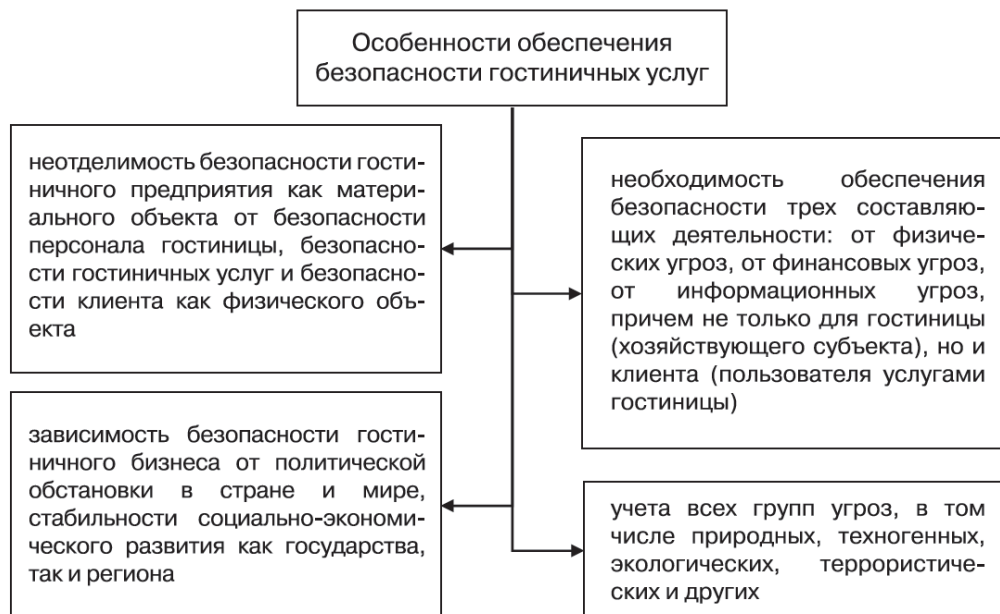 Особенности обеспечения
безопасности гостиничных услуг
неотделимость безопасности гости-
ничного предприятия как матери-
ального объекта от безопасности
персонала гостиницы, безопасно-
сти гостиничных услуг и безопасно-
сти клиента как физического объ-
екта
необходимость обеспечения
безопасности трех составляю-
щих деятельности: от физиче-
ских угроз, от финансовых угроз,
от информационных угроз,
причем не только для гостиницы
(хозяйствующего субъекта), но и
клиента (пользователя услугами
гостиницы)
зависимость безопасности гости-
ничного бизнеса от политической
обстановки в стране и мире,
стабильности социально-экономи-
ческого развития как государства,
так и региона
учета всех групп угроз, в том
числе природных, техногенных,
экологических, террористиче-
ских и других